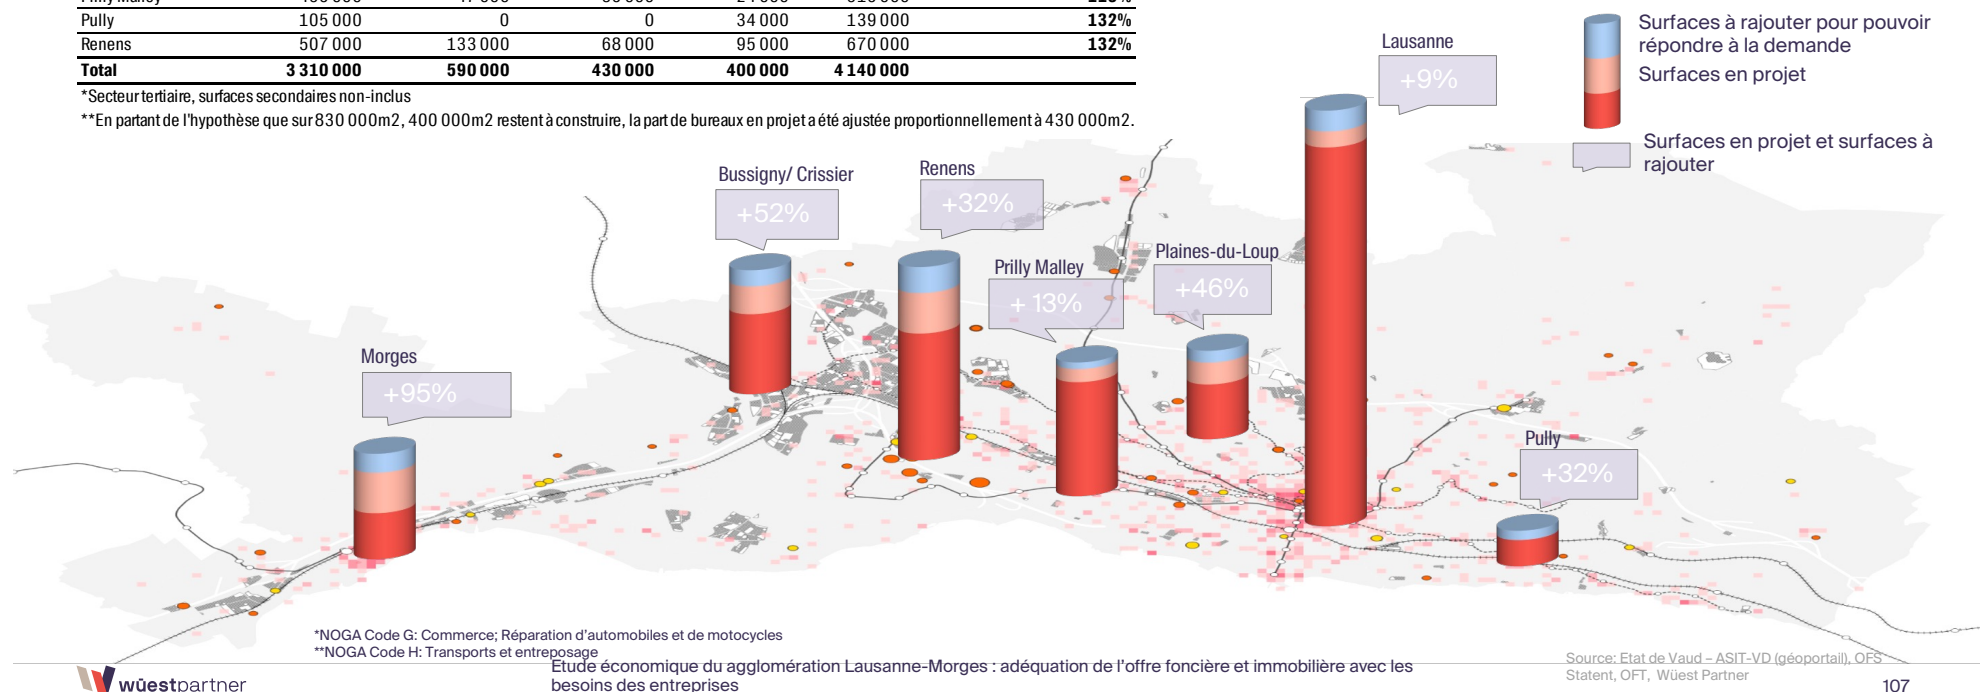 Pully 105 000 0 0 34 000 139 000 132%
Renens 507 000 133 000 68 000 95 000 670 000 132%
Total 3 310 000 590 000 430 000 400 000 4 140 000
*Secteur tertiaire, surfaces secondaires non-inclus
**En partant de l'hypothèse que sur 830 000m2, 400 000m2 restent à construire, la part de bureaux en projet a été ajustée proportionnellement à 430 000m2.
Surfaces à rajouter pour pouvoir
répondre à la demande
Surfaces en projet
Surfaces en projet et surfaces à
rajouter
Lausanne
+9%
Bussigny/ Crissier
+52%
Renens
+32%
Prilly Malley
+ 13%
Plaines-du-Loup
+46%
Morges
+95%
Pully
+32%
*NOGA Code G: Commerce; Réparation d'automobiles et de motocycles
**NOGA Code H: Transports et entreposage
wüestpartner
Etude économique du agglomération Lausanne-Morges : adéquation de l'offre foncière et immobilière avec les
besoins des entreprises
Source: Etat de Vaud – ASIT-VD (géoportail), OFS
Statent, OFT, Wüest Partner
107